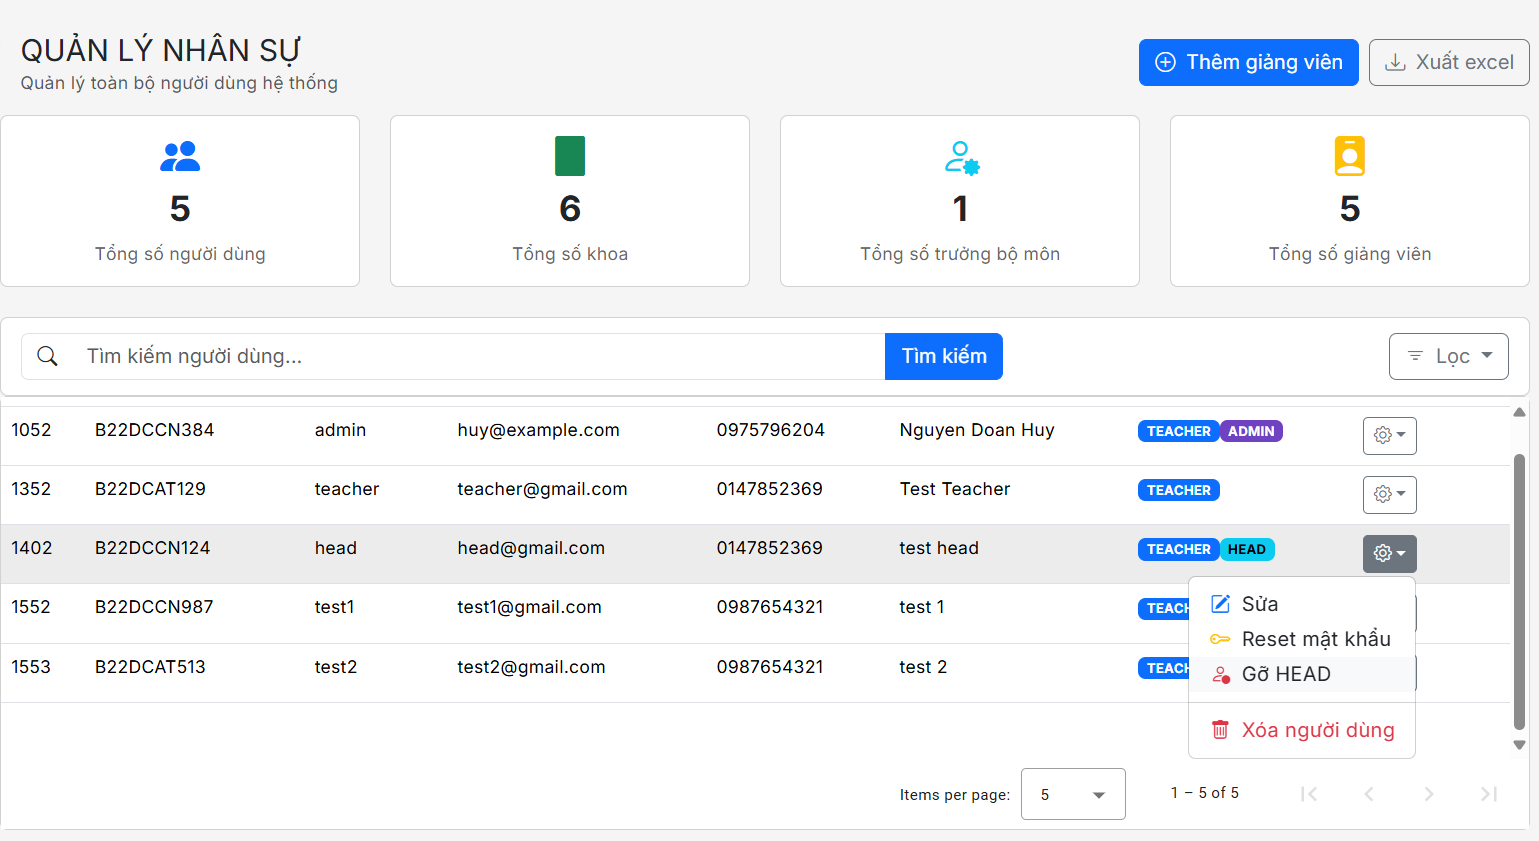 QUẢN LÝ NHÂN SỰ
Quản lý toàn bộ người dùng hệ thống
Thêm giảng viên
Xuất excel
5
Tổng số người dùng
6
Tổng số khoa
1
Tổng số trưởng bộ môn
5
Tổng số giảng viên
Tìm kiếm người dùng...
Tìm kiếm
Lọc
1052 B22DCCN384 admin huy@example.com 0975796204 Nguyen Doan Huy TEACHER ADMIN
1352 B22DCAT129 teacher teacher@gmail.com 0147852369 Test Teacher TEACHER
1402 B22DCCN124 head head@gmail.com 0147852369 test head TEACHER HEAD
1552 B22DCCN987 test1 test1@gmail.com 0987654321 test 1 TEACH
1553 B22DCAT513 test2 test2@gmail.com 0987654321 test 2 TEACH
Sửa
Reset mật khẩu
Gỡ HEAD
Xóa người dùng
Items per page: 5 1 – 5 of 5